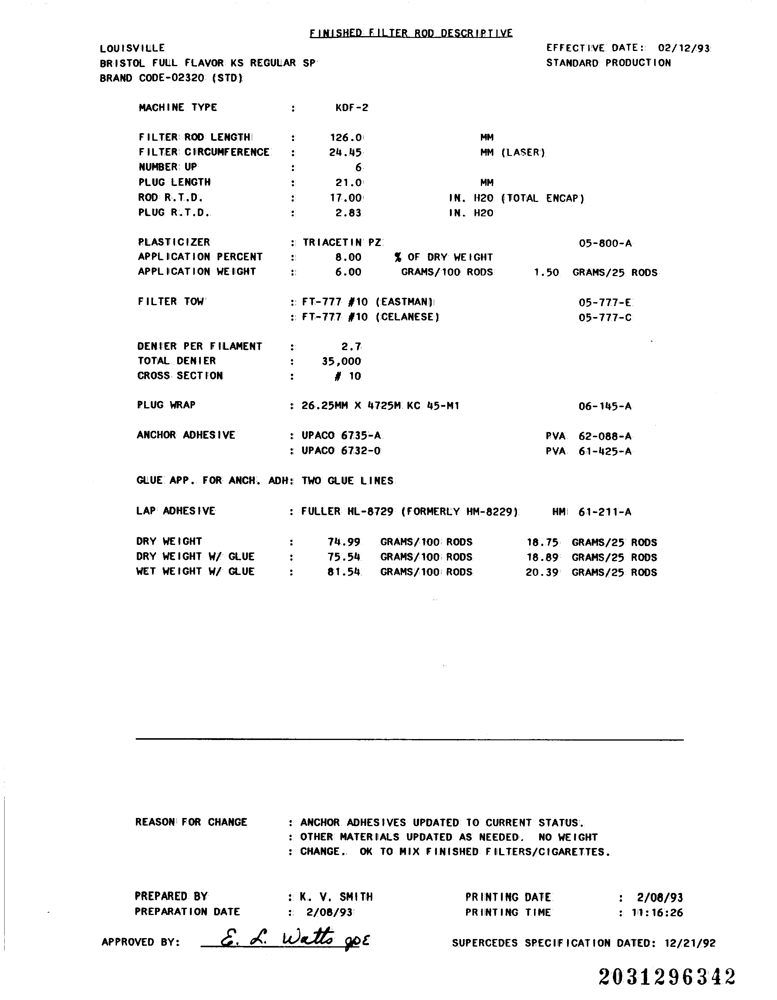 FINISHED FILTER ROD DESCRIPTIVE
LOUISVILLE EFFECTIVE DATE: 02/12/93
BRISTOL FULL FLAVOR KS REGULAR SP STANDARD PRODUCTION
BRAND CODE-02320 (STD)
MACHINE TYPE : KDF-2
FILTER ROD LENGTH : 126.0 MM
FILTER CIRCUMFERENCE : 24.45 MM (LASER)
NUMBER UP : 6
PLUG LENGTH : 21.0 MM
ROD R.T.D. : 17.00 IN. H2O (TOTAL ENCAP)
PLUG R.T.D. : 2.83 IN. H2O
PLASTICIZER : TRIACETIN PZ 05-800-A
APPLICATION PERCENT : 8.00 % OF DRY WEIGHT
APPLICATION WEIGHT : 6.00 GRAMS/100 RODS 1.50 GRAMS/25 RODS
FILTER TOW : FT-777 #10 (EASTMAN) 05-777-E
: FT-777 #10 (CELANESE) 05-777-C
DENIER PER FILAMENT : 2.7
TOTAL DENIER : 35,000
CROSS SECTION : # 10
PLUG WRAP : 26.25MM X 4725M KC 45-M1 06-145-A
ANCHOR ADHESIVE : UPACO 6735-A PVA 62-088-A
: UPACO 6732-0 PVA 61-425-A
GLUE APP. FOR ANCH. ADH: TWO GLUE LINES
LAP ADHESIVE : FULLER HL-8729 (FORMERLY HM-8229) HM 61-211-A
DRY WEIGHT : 74.99 GRAMS/100 RODS 18.75 GRAMS/25 RODS
DRY WEIGHT W/ GLUE : 75.54 GRAMS/100 RODS 18.89 GRAMS/25 RODS
WET WEIGHT W/ GLUE : 81.54 GRAMS/100 RODS 20.39 GRAMS/25 RODS
REASON FOR CHANGE : ANCHOR ADHESIVES UPDATED TO CURRENT STATUS.
: OTHER MATERIALS UPDATED AS NEEDED. NO WEIGHT
: CHANGE. OK TO MIX FINISHED FILTERS/CIGARETTES.
PREPARED BY : K. V. SMITH PRINTING DATE : 2/08/93
PREPARATION DATE : 2/08/93 PRINTING TIME : 11:16:26
APPROVED BY: E. L. Watts SUPERCEDES SPECIFICATION DATED: 12/21/92
2031296342